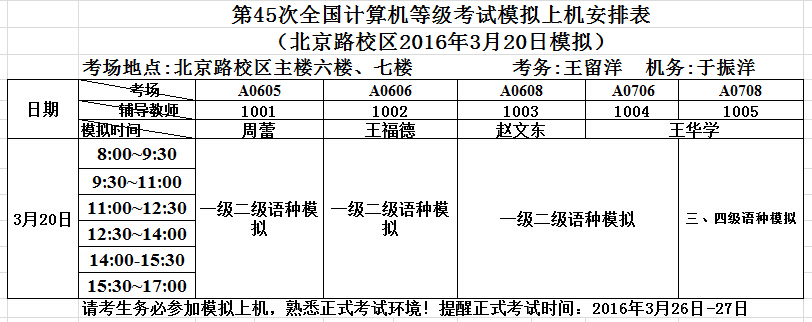 第45次全国计算机等级考试模拟上机安排表
（北京路校区2016年3月20日模拟）
考场地点:北京路校区主楼六楼、七楼 考务:王留洋 机务:于振洋
日期 考场 A0605 A0606 A0608 A0706 A0708
辅导教师 1001 1002 1003 1004 1005
模拟时间 周蕾 王福德 赵文东 王华学
3月20日
8:00~9:30
9:30~11:00
11:00~12:30
12:30~14:00
14:00-15:30
15:30~17:00
一级二级语种模
拟
一级二级语种模
拟
一级二级语种模拟
三、四级语种模拟
请考生务必参加模拟上机，熟悉正式考试环境！提醒正式考试时间：2016年3月26日-27日